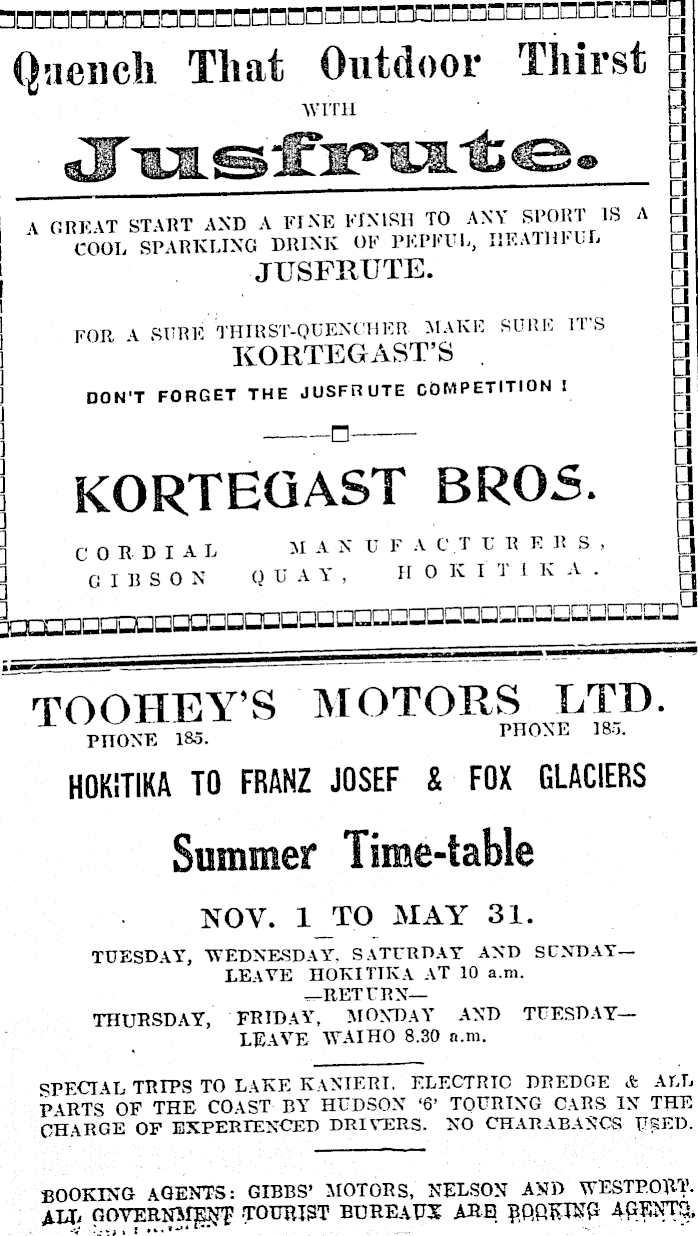 Quench That Outdoor Thirst
WITH
Jusfrute.
A GREAT START AND A FINE FINISH TO ANY SPORT IS A
COOL SPARKLING DRINK OF PEPFUL, HEATHFUL
JUSFRUTE.
FOR A SURE THIRST-QUENCHER MAKE SURE IT'S
KORTEGAST'S
DON'T FORGET THE JUSFRUTE COMPETITION !
KORTEGAST BROS.
CORDIAL MANUFACTURERS,
GIBSON QUAY, HOKITIKA.
TOOHEY'S MOTORS LTD.
PHONE 185. PHONE 185.
HOKITIKA TO FRANZ JOSEF & FOX GLACIERS
Summer Time-table
NOV. 1 TO MAY 31.
TUESDAY, WEDNESDAY, SATURDAY AND SUNDAY—
LEAVE HOKITIKA AT 10 a.m.
—RETURN—
THURSDAY, FRIDAY, MONDAY AND TUESDAY—
LEAVE WAIHO 8.30 a.m.
SPECIAL TRIPS TO LAKE KANIERI, ELECTRIC DREDGE & ALL
PARTS OF THE COAST BY HUDSON '6' TOURING CARS IN THE
CHARGE OF EXPERIENCED DRIVERS. NO CHARABANCS USED.
BOOKING AGENTS: GIBBS' MOTORS, NELSON AND WESTPORT.
ALL GOVERNMENT TOURIST BUREAUX ARE BOOKING AGENTS.